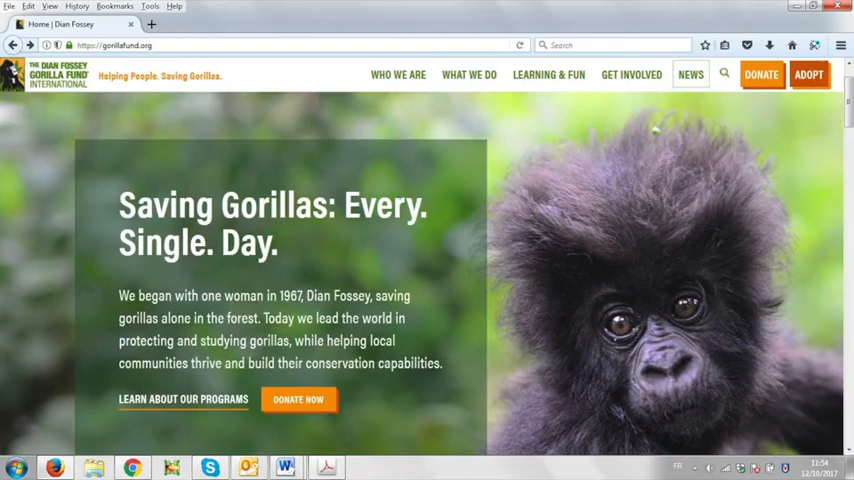 File Edit View History Bookmarks Tools Help
Home | Dian Fossey
https://gorillafund.org
Search
THE DIAN FOSSEY
GORILLA FUND
INTERNATIONAL
Helping People. Saving Gorillas.
WHO WE ARE WHAT WE DO LEARNING & FUN GET INVOLVED NEWS DONATE ADOPT
Saving Gorillas: Every.
Single. Day.
We began with one woman in 1967, Dian Fossey, saving
gorillas alone in the forest. Today we lead the world in
protecting and studying gorillas, while helping local
communities thrive and build their conservation capabilities.
LEARN ABOUT OUR PROGRAMS DONATE NOW
FR
11:54
12/10/2017